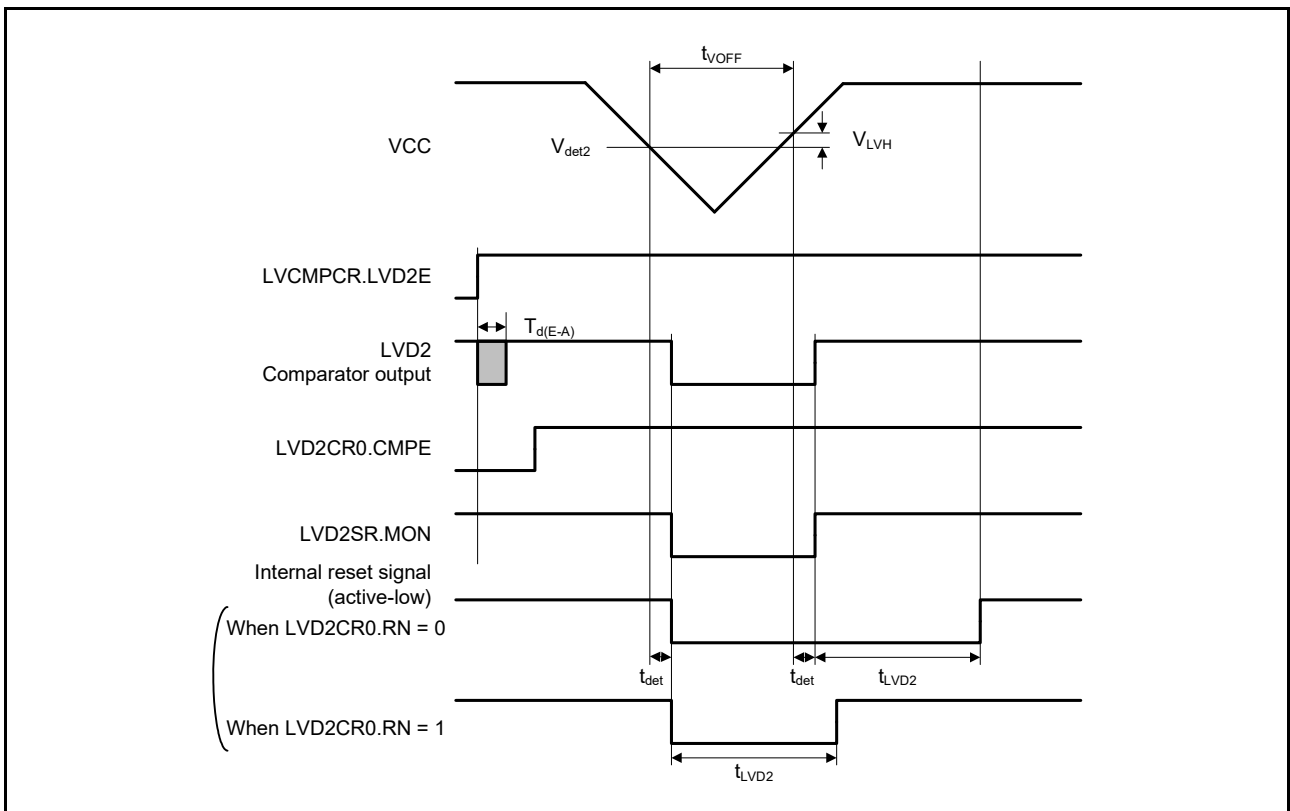 tVOFF
VCC
Vdet2
VLVH
LVCMPCR.LVD2E
Td(E-A)
LVD2
Comparator output
LVD2CR0.CMPE
LVD2SR.MON
Internal reset signal
(active-low)
When LVD2CR0.RN = 0
tdet
tdet
tLVD2
When LVD2CR0.RN = 1
tLVD2